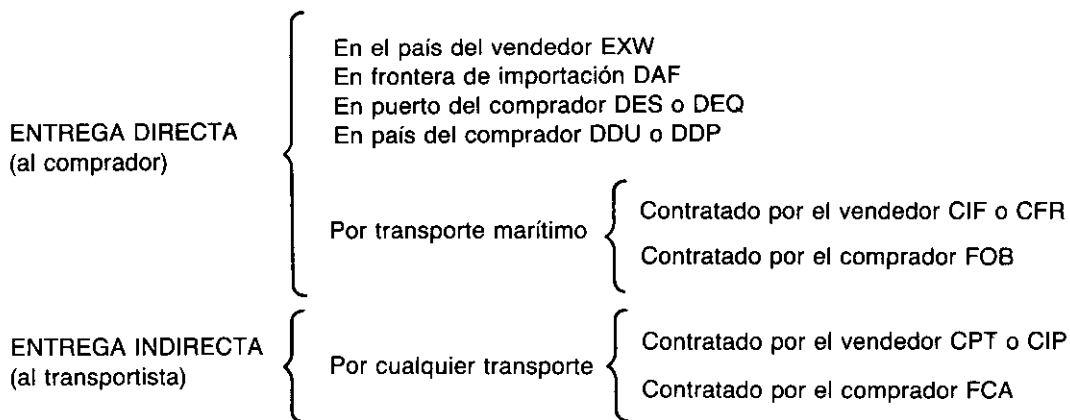 ENTREGA DIRECTA
(al comprador)
En el país del vendedor EXW
En frontera de importación DAF
En puerto del comprador DES o DEQ
En país del comprador DDU o DDP
Por transporte marítimo
Contratado por el vendedor CIF o CFR
Contratado por el comprador FOB
ENTREGA INDIRECTA
(al transportista)
Por cualquier transporte
Contratado por el vendedor CPT o CIP
Contratado por el comprador FCA